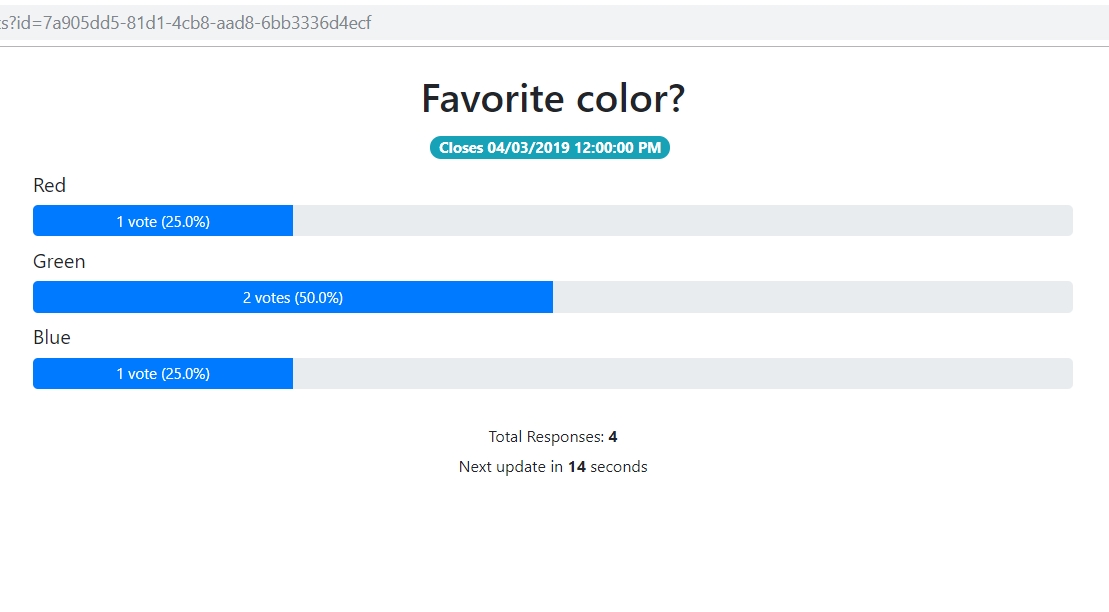 ?id=7a905dd5-81d1-4cb8-aad8-6bb3336d4ecf
Favorite color?
Closes 04/03/2019 12:00:00 PM
Red
1 vote (25.0%)
Green
2 votes (50.0%)
Blue
1 vote (25.0%)
Total Responses: 4
Next update in 14 seconds